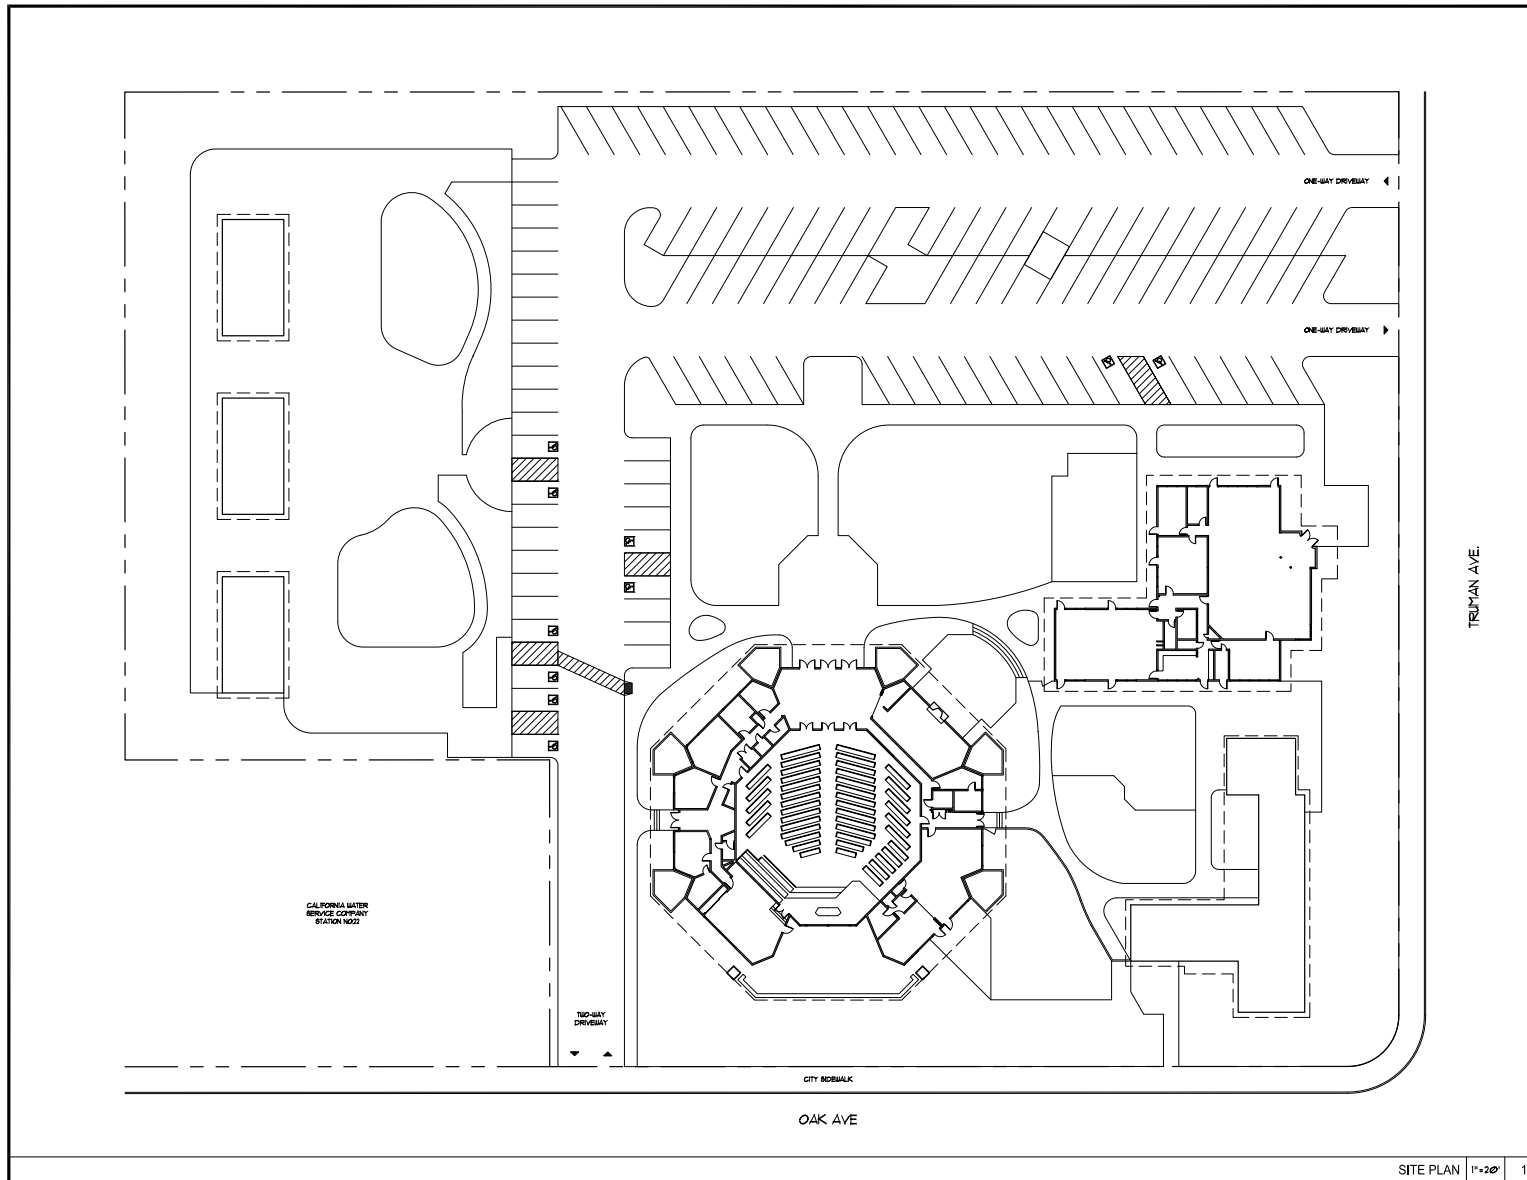 ONE-WAY DRIVEWAY
ONE-WAY DRIVEWAY
TRUMAN AVE.
CALIFORNIA WATER
SERVICE COMPANY
STATION NO.22
TWO-WAY
DRIVEWAY
CITY SIDEWALK
OAK AVE
SITE PLAN 1"=20' 1